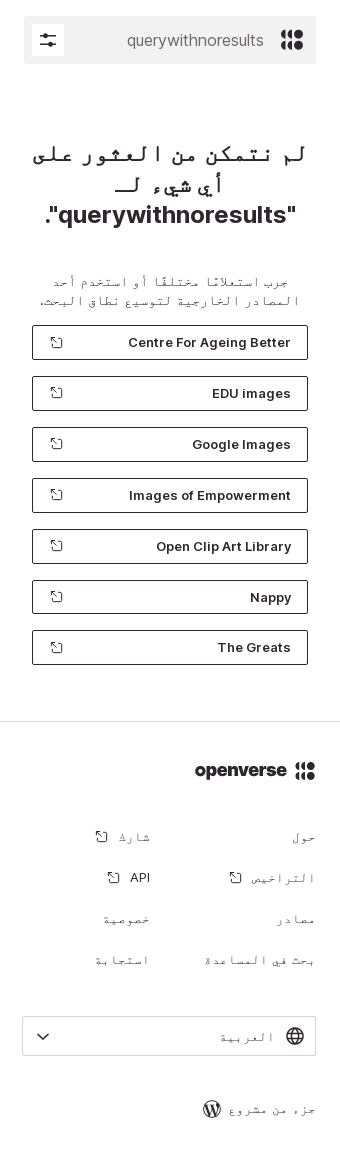 querywithnoresults
لم نتمكن من العثور على
أي شيء لـ
"querywithnoresults".
جرب استعلامًا مختلفًا أو استخدم أحد
المصادر الخارجية لتوسيع نطاق البحث.
Centre For Ageing Better
EDU images
Google Images
Images of Empowerment
Open Clip Art Library
Nappy
The Greats
openverse
حول
شارك
التراخيص
API
مصادر
خصوصية
بحث في المساعدة
استجابة
العربية
جزء من مشروع